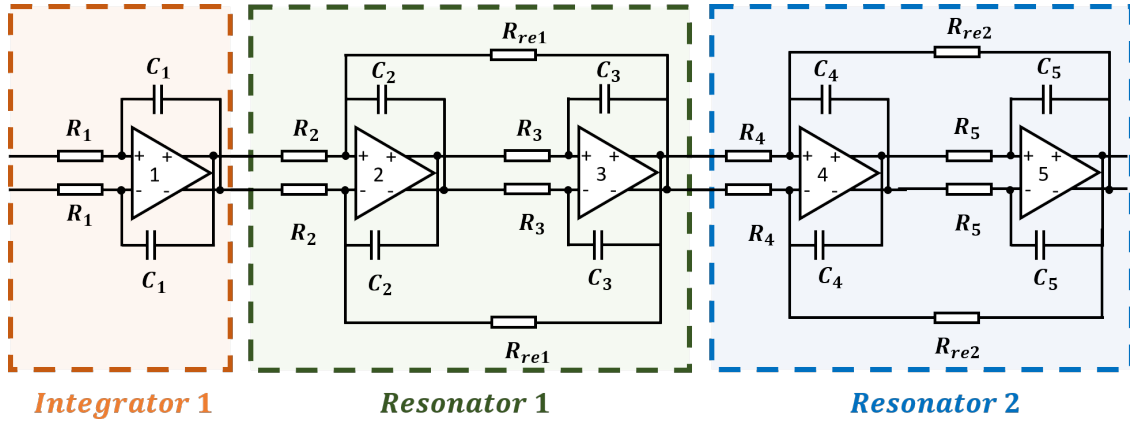 R_re1
R_re2
C_1
C_2
C_3
C_4
C_5
R_1
R_2
R_3
R_4
R_5
+ +
+ +
+ +
+ +
+ +
1
2
3
4
5
- -
- -
- -
- -
- -
R_1
R_2
R_3
R_4
R_5
C_1
C_2
C_3
C_4
C_5
R_re1
R_re2
Integrator 1
Resonator 1
Resonator 2